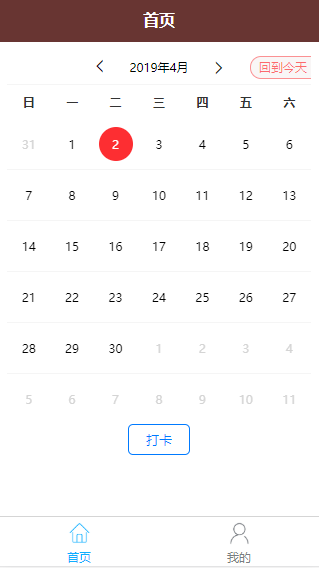 首页
2019年4月 回到今天
日 一 二 三 四 五 六
31 1 2 3 4 5 6
7 8 9 10 11 12 13
14 15 16 17 18 19 20
21 22 23 24 25 26 27
28 29 30 1 2 3 4
5 6 7 8 9 10 11
打卡
首页 我的